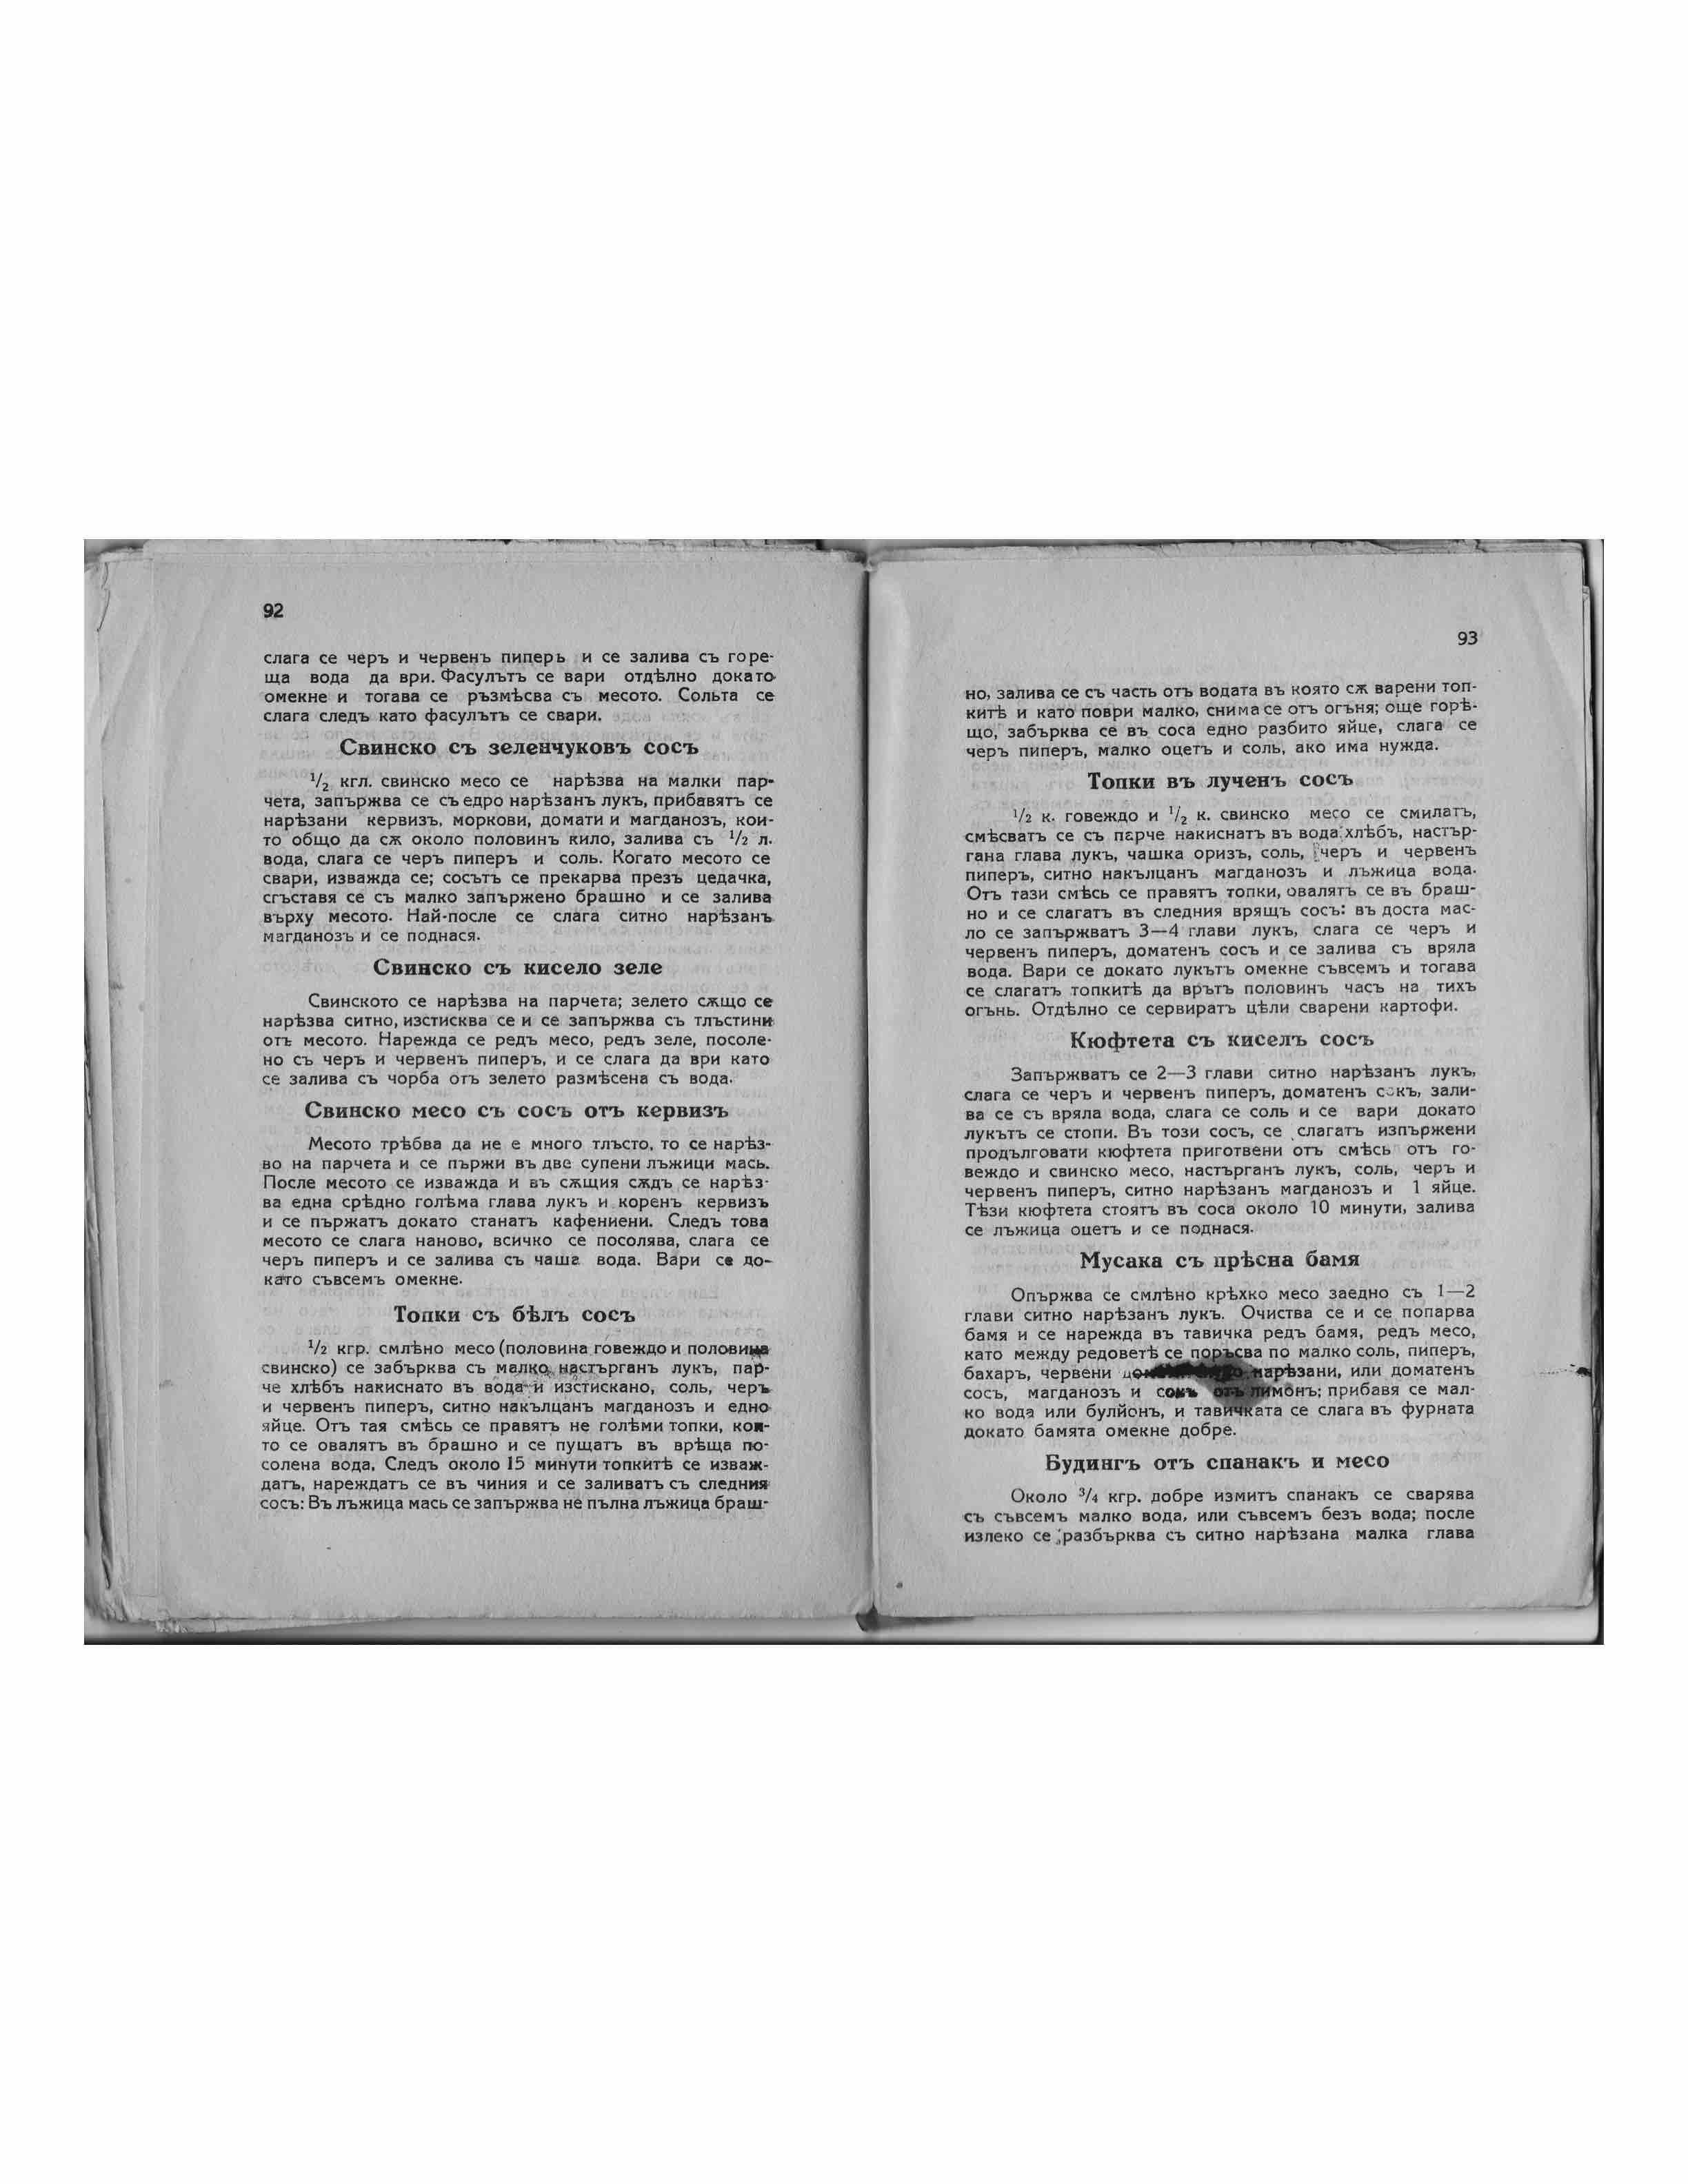 92
слага се черъ и червенъ пиперъ и се залива съ горе-
ща вода да ври. Фасулътъ се вари отдѣлно докато
омекне и тогава се ръзмѣсва съ месото. Сольта се
слага следъ като фасулътъ се свари.
Свинско съ зеленчуковъ сосъ
1/2 кгл. свинско месо се нарѣзва на малки пар-
чета, запържва се съ едро нарѣзанъ лукъ, прибавятъ се
нарѣзани кервизъ, моркови, домати и магданозъ, кои-
то общо да сѫ около половинъ кило, залива съ 1/2 л.
вода, слага се черъ пиперъ и соль. Когато месото се
свари, изважда се; сосътъ се прекарва презъ цедачка,
сгъставя се съ малко запържено брашно и се залива
върху месото. Най-после се слага ситно нарѣзанъ
магданозъ и се поднася.
Свинско съ кисело зеле
Свинското се нарѣзва на парчета; зелето сѫщо се
нарѣзва ситно, изстисква се и се запържва съ тлъстини
отъ месото. Нарежда се редъ месо, редъ зеле, посоле-
но съ черъ и червенъ пиперъ, и се слага да ври като
се залива съ чорба отъ зелето размѣсена съ вода.
Свинско месо съ сосъ отъ кервизъ
Месото трѣбва да не е много тлъсто, то се нарѣз-
во на парчета и се пържи въ две супени лъжици мась.
После месото се изважда и въ сѫщия сѫдъ се нарѣз-
ва една срѣдно голѣма глава лукъ и коренъ кервизъ
и се пържатъ докато станатъ кафениени. Следъ това
месото се слага наново, всичко се посолява, слага се
черъ пиперъ и се залива съ чаша вода. Вари се до-
като съвсемъ омекне.
Топки съ бѣлъ сосъ
1/2 кгр. смлѣно месо (половина говеждо и половица
свинско) се забърква съ малко настърганъ лукъ, пар-
че хлѣбъ накиснато въ вода и изстискано, соль, черъ
и червенъ пиперъ, ситно накълцанъ магданозъ и едно
яйце. Отъ тая смѣсь се правятъ не голѣми топки, кои-
то се овалятъ въ брашно и се пущатъ въ врѣща по-
солена вода, Следъ около 15 минути топкитѣ се изваж-
датъ, нареждатъ се въ чиния и се заливатъ съ следния
сосъ: Въ лъжица мась се запържва не пълна лъжица браш-
93
но, залива се съ часть отъ водата въ която сѫ варени топ-
китѣ и като поври малко, снима се отъ огъня; още горѣ-
що, забърква се въ соса едно разбито яйце, слага се
черъ пиперъ, малко оцетъ и соль, ако има нужда.
Топки въ лученъ сосъ
1/2 к. говеждо и 1/2 к. свинско месо се смилатъ,
смѣсватъ се съ парче накиснатъ въ вода хлѣбъ, настър-
гана глава лукъ, чашка оризъ, соль, черъ и червенъ
пиперъ, ситно накълцанъ магданозъ и лъжица вода.
Отъ тази смѣсь се правятъ топки, овалятъ се въ браш-
но и се слагатъ въ следния врящъ сосъ: въ доста мас-
ло се запържватъ 3—4 глави лукъ, слага се черъ и
червенъ пиперъ, доматенъ сосъ и се залива съ вряла
вода. Вари се докато лукътъ омекне съвсемъ и тогава
се слагатъ топкитѣ да врътъ половинъ часъ на тихъ
огънь. Отдѣлно се сервиратъ цѣли сварени картофи.
Кюфтета съ киселъ сосъ
Запържватъ се 2—3 глави ситно нарѣзанъ лукъ,
слага се черъ и червенъ пиперъ, доматенъ сокъ, зали-
ва се съ вряла вода, слага се соль и се вари докато
лукътъ се стопи. Въ този сосъ, се слагатъ изпържени
продълговати кюфтета приготвени отъ смѣсь отъ го-
веждо и свинско месо, настърганъ лукъ, соль, черъ и
червенъ пиперъ, ситно нарѣзанъ магданозъ и 1 яйце.
Тѣзи кюфтета стоятъ въ соса около 10 минути, залива
се лъжица оцетъ и се поднася.
Мусака съ прѣсна бамя
Опържва се смлѣно крѣхко месо заедно съ 1—2
глави ситно нарѣзанъ лукъ. Очиства се и се попарва
бамя и се нарежда въ тавичка редъ бамя, редъ месо,
като между редоветѣ се поръсва по малко соль, пиперъ,
бахаръ, червени нарѣзани, или доматенъ
сосъ, магданозъ и сокъ отъ лимонъ; прибавя се мал-
ко вода или булйонъ, и тавичката се слага въ фурната
докато бамята омекне добре.
Будингъ отъ спанакъ и месо
Около 3/4 кгр. добре измитъ спанакъ се сварява
съ съвсемъ малко вода, или съвсемъ безъ вода; после
излеко се разбърква съ ситно нарѣзана малка глава